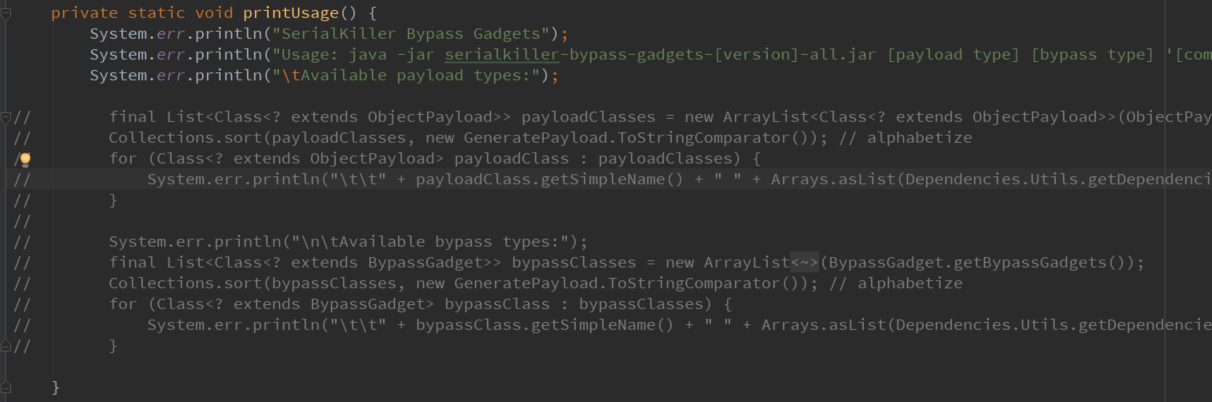 private static void printUsage() {
System.err.println("SerialKiller Bypass Gadgets");
System.err.println("Usage: java -jar serialkiller-bypass-gadgets-[version]-all.jar [payload type] [bypass type] '[com
System.err.println("\tAvailable payload types:");
// final List<Class<? extends ObjectPayload>> payloadClasses = new ArrayList<Class<? extends ObjectPayload>>(ObjectPay
// Collections.sort(payloadClasses, new GeneratePayload.ToStringComparator()); // alphabetize
/ for (Class<? extends ObjectPayload> payloadClass : payloadClasses) {
// System.err.println("\t\t" + payloadClass.getSimpleName() + " " + Arrays.asList(Dependencies.Utils.getDependenci
// }
//
// System.err.println("\n\tAvailable bypass types:");
// final List<Class<? extends BypassGadget>> bypassClasses = new ArrayList<~>(BypassGadget.getBypassGadgets());
// Collections.sort(bypassClasses, new GeneratePayload.ToStringComparator()); // alphabetize
// for (Class<? extends BypassGadget> bypassClass : bypassClasses) {
// System.err.println("\t\t" + bypassClass.getSimpleName() + " " + Arrays.asList(Dependencies.Utils.getDependencie
// }
}